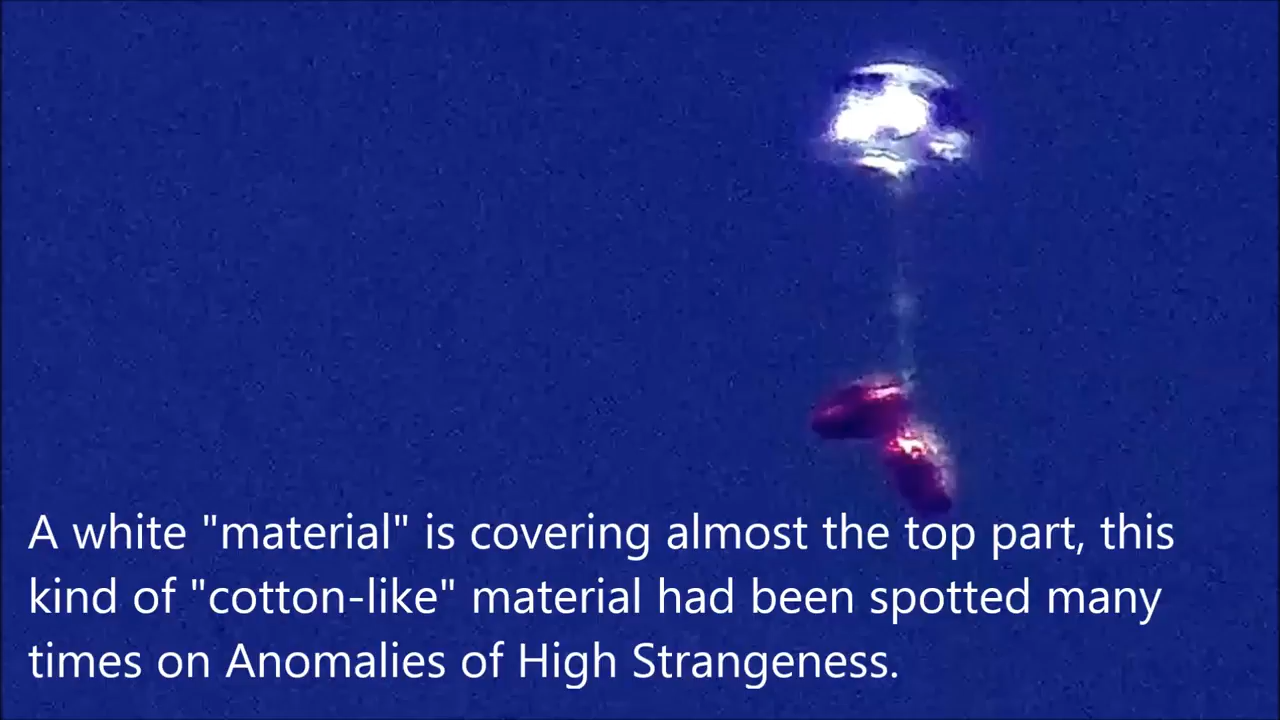 A white "material" is covering almost the top part, this
kind of "cotton-like" material had been spotted many
times on Anomalies of High Strangeness.